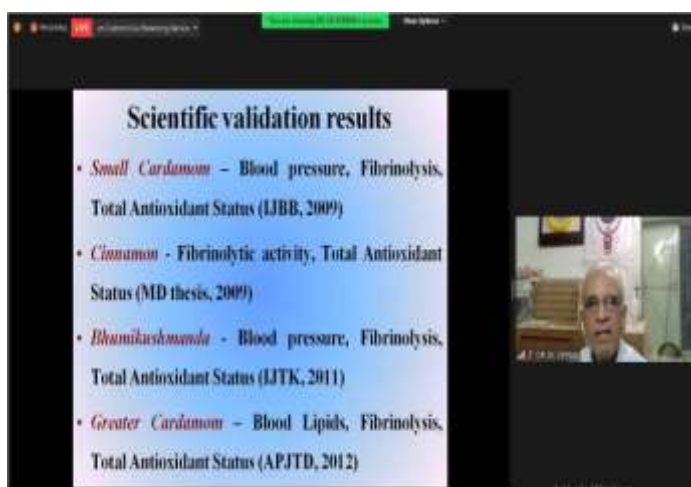 LIVE
Scientific validation results
• Small Cardamom – Blood pressure, Fibrinolysis,
Total Antioxidant Status (IJBB, 2009)
• Cinnamon - Fibrinolytic activity, Total Antioxidant
Status (MD thesis, 2009)
• Bhumikushmanda - Blood pressure, Fibrinolysis,
Total Antioxidant Status (IJTK, 2011)
• Greater Cardamom – Blood Lipids, Fibrinolysis,
Total Antioxidant Status (APJTD, 2012)